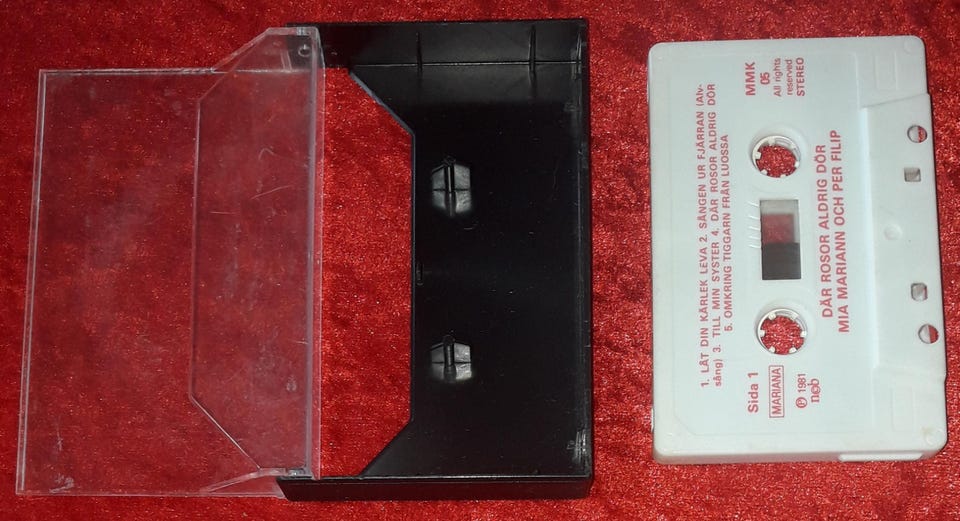 1. LÅT DIN KÄRLEK LEVA 2. SÅNGEN UR FJÄRRAN (Älv-
sång) 3. TILL MIN SYSTER 4. DÄR ROSOR ALDRIG DÖR
5. OMKRING TIGGARN FRÅN LUOSSA
Sida 1
MARIANA
℗ 1981
ncb
MMK
05
All rights
reserved
STEREO
DÄR ROSOR ALDRIG DÖR
MIA MARIANN OCH PER FILIP